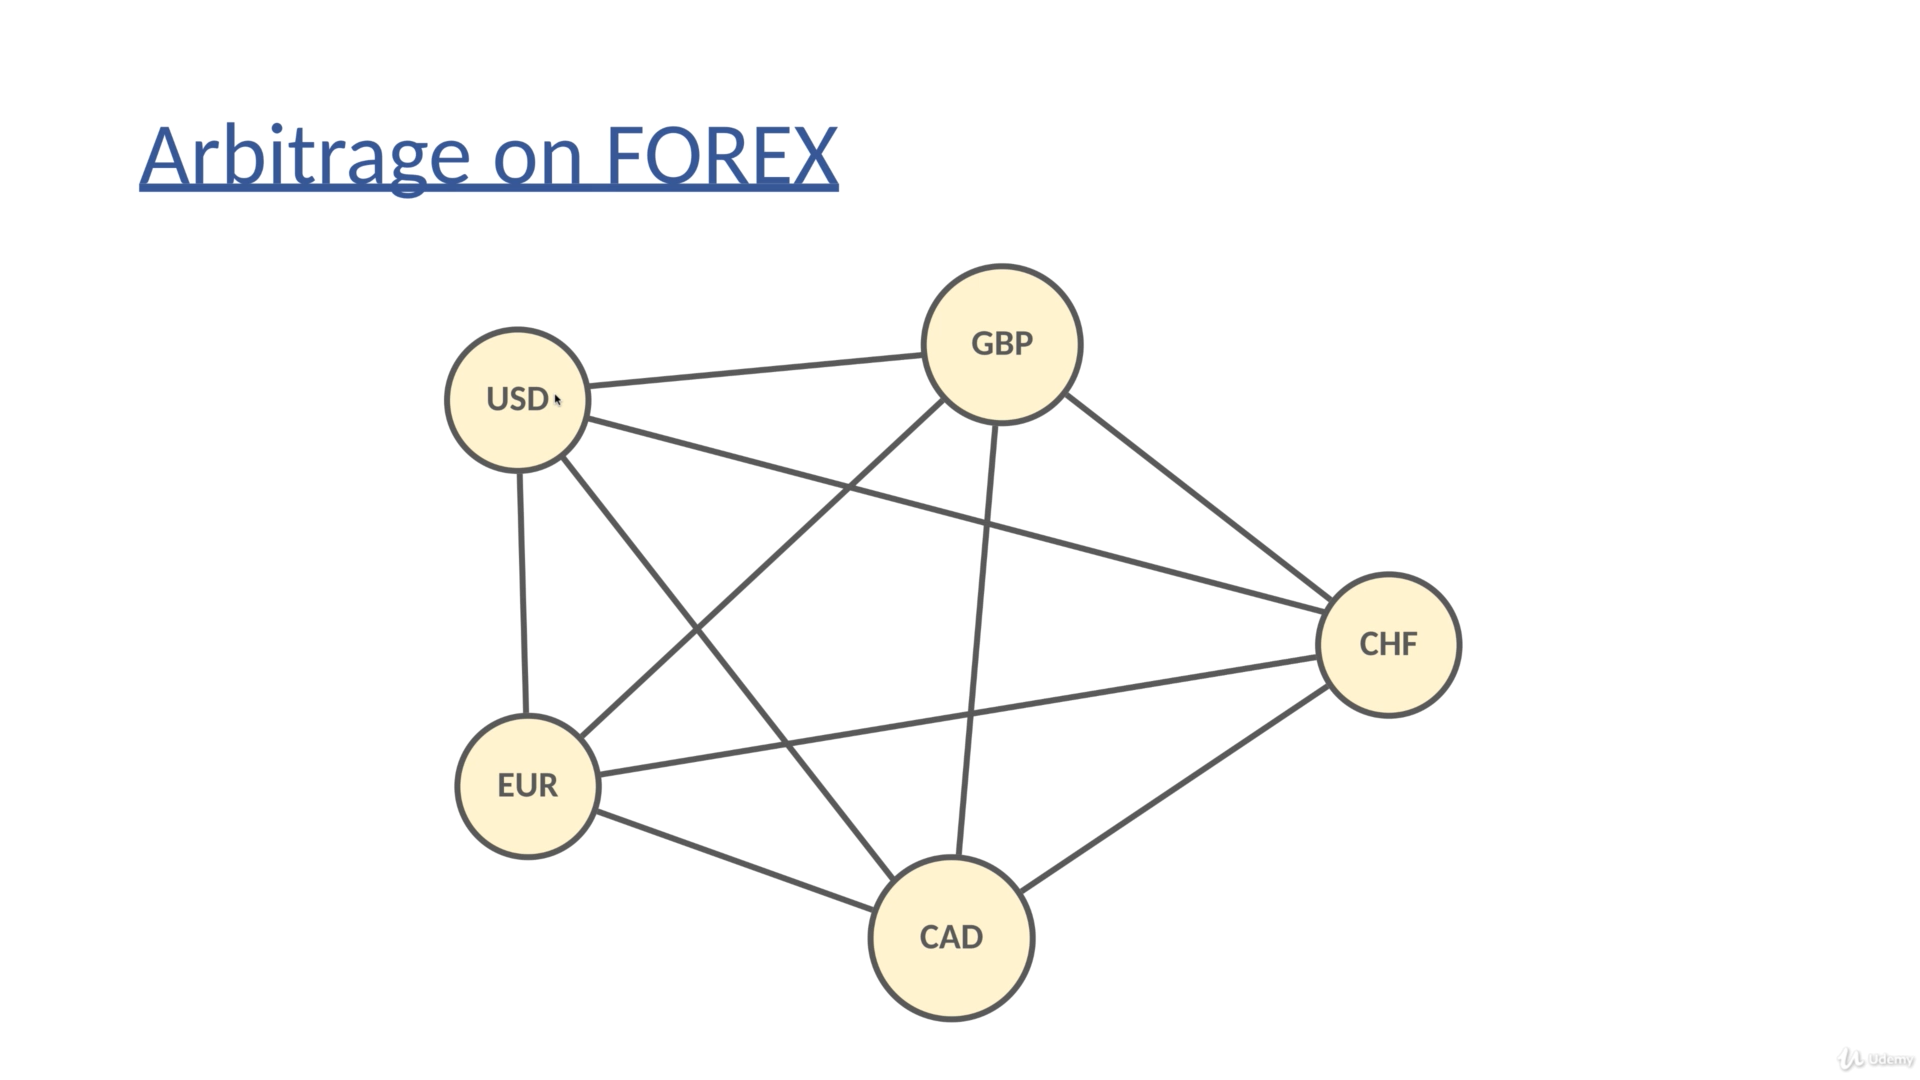 Arbitrage on FOREX
GBP
USD
CHF
EUR
CAD
Udemy